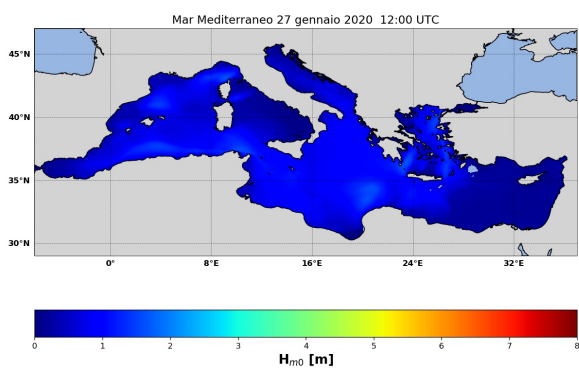 Mar Mediterraneo 27 gennaio 2020  12:00 UTC
45°N
40°N
35°N
30°N
0° 8°E 16°E 24°E 32°E
0 1 2 3 4 5 6 7 8
Hm0 [m]